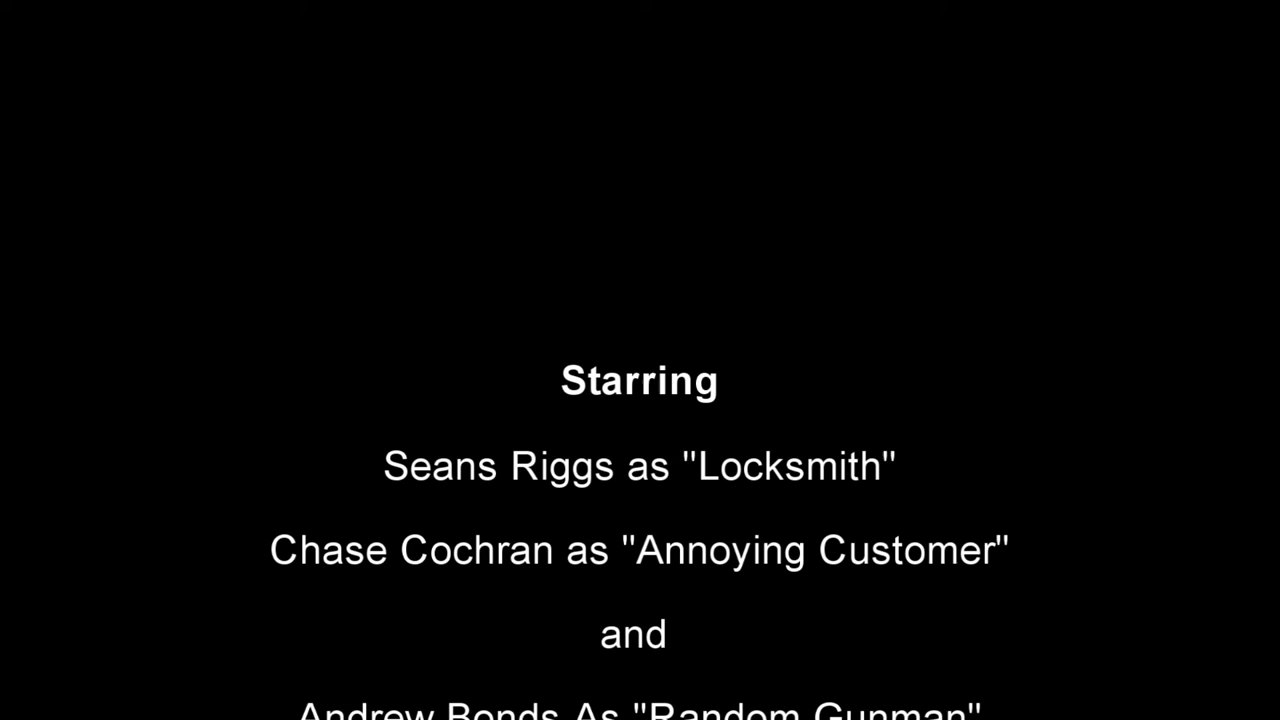 Starring
Seans Riggs as "Locksmith"
Chase Cochran as "Annoying Customer"
and
Andrew Bonds As "Random Gunman"